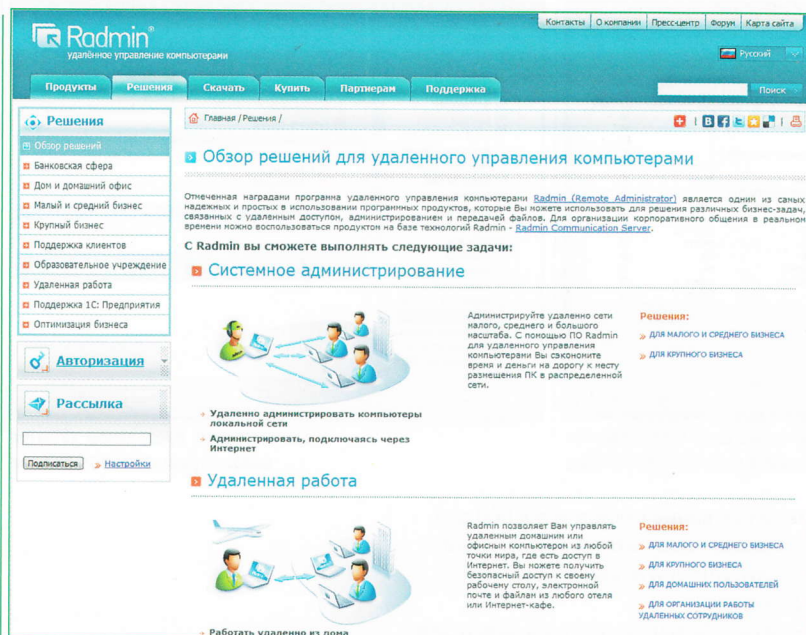 Контакты | О компании | Пресс-центр | Форум | Карта сайта
Radmin®
удалённое управление компьютерами
Русский
Продукты Решения Скачать Купить Партнерам Поддержка
Поиск
Решения
Главная / Решения /
Обзор решений
Банковская сфера
Дом и домашний офис
Малый и средний бизнес
Крупный бизнес
Поддержка клиентов
Образовательное учреждение
Удаленная работа
Поддержка 1С: Предприятия
Оптимизация бизнеса
Авторизация
Рассылка
Подписаться » Настройки
Обзор решений для удаленного управления компьютерами
Отмеченная наградами программа удаленного управления компьютерами Radmin (Remote Administrator) является одним из самых
надежных и простых в использовании программных продуктов, которые Вы можете использовать для решения различных бизнес-задач,
связанных с удаленным доступом, администрированием и передачей файлов. Для организации корпоративного общения в реальном
времени можно воспользоваться продуктом на базе технологий Radmin - Radmin Communication Server.
С Radmin вы сможете выполнять следующие задачи:
Системное администрирование
Администрируйте удаленно сети
малого, среднего и большого
масштаба. С помощью ПО Radmin
для удаленного управления
компьютерами Вы сэкономите
время и деньги на дорогу к месту
размещения ПК в распределенной
сети.
Решения:
» ДЛЯ МАЛОГО И СРЕДНЕГО БИЗНЕСА
» ДЛЯ КРУПНОГО БИЗНЕСА
Удаленно администрировать компьютеры
локальной сети
Администрировать, подключаясь через
Интернет
Удаленная работа
Radmin позволяет Вам управлять
удаленным домашним или
офисным компьютером из любой
точки мира, где есть доступ в
Интернет. Вы можете получить
безопасный доступ к своему
рабочему столу, электронной
почте и файлам из любого отеля
или Интернет-кафе.
Решения:
» ДЛЯ МАЛОГО И СРЕДНЕГО БИЗНЕСА
» ДЛЯ КРУПНОГО БИЗНЕСА
» ДЛЯ ДОМАШНИХ ПОЛЬЗОВАТЕЛЕЙ
» ДЛЯ ОРГАНИЗАЦИИ РАБОТЫ
УДАЛЕННЫХ СОТРУДНИКОВ
Работать удаленно из дома